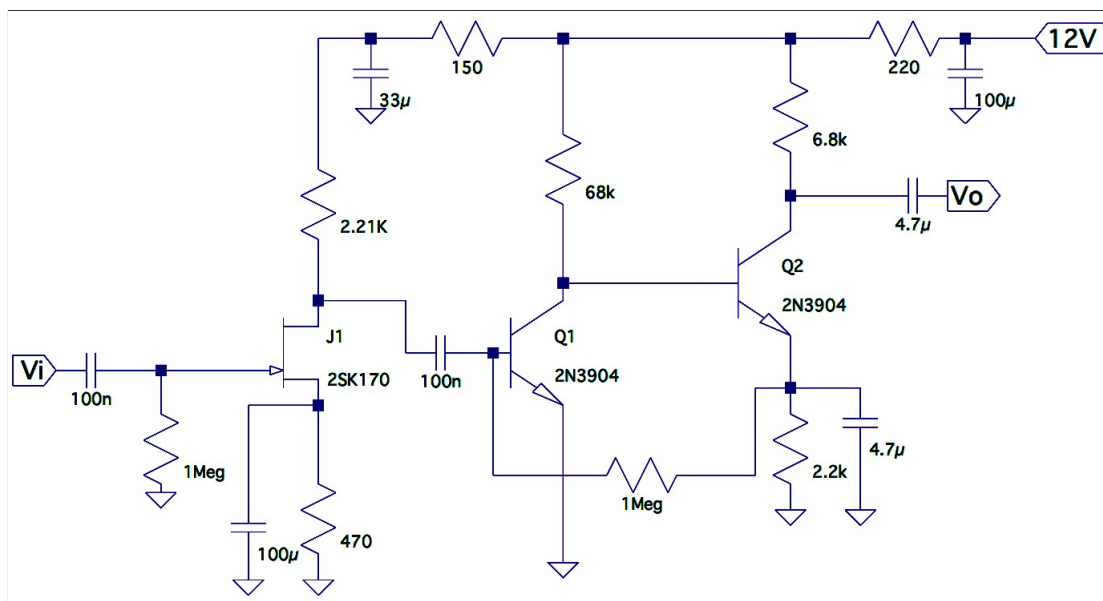 12V
150
220
33µ
100µ
6.8k
68k
Vo
2.21K
4.7µ
Q2
2N3904
J1
Q1
Vi
2SK170
100n
2N3904
100n
4.7µ
1Meg
2.2k
1Meg
470
100µ